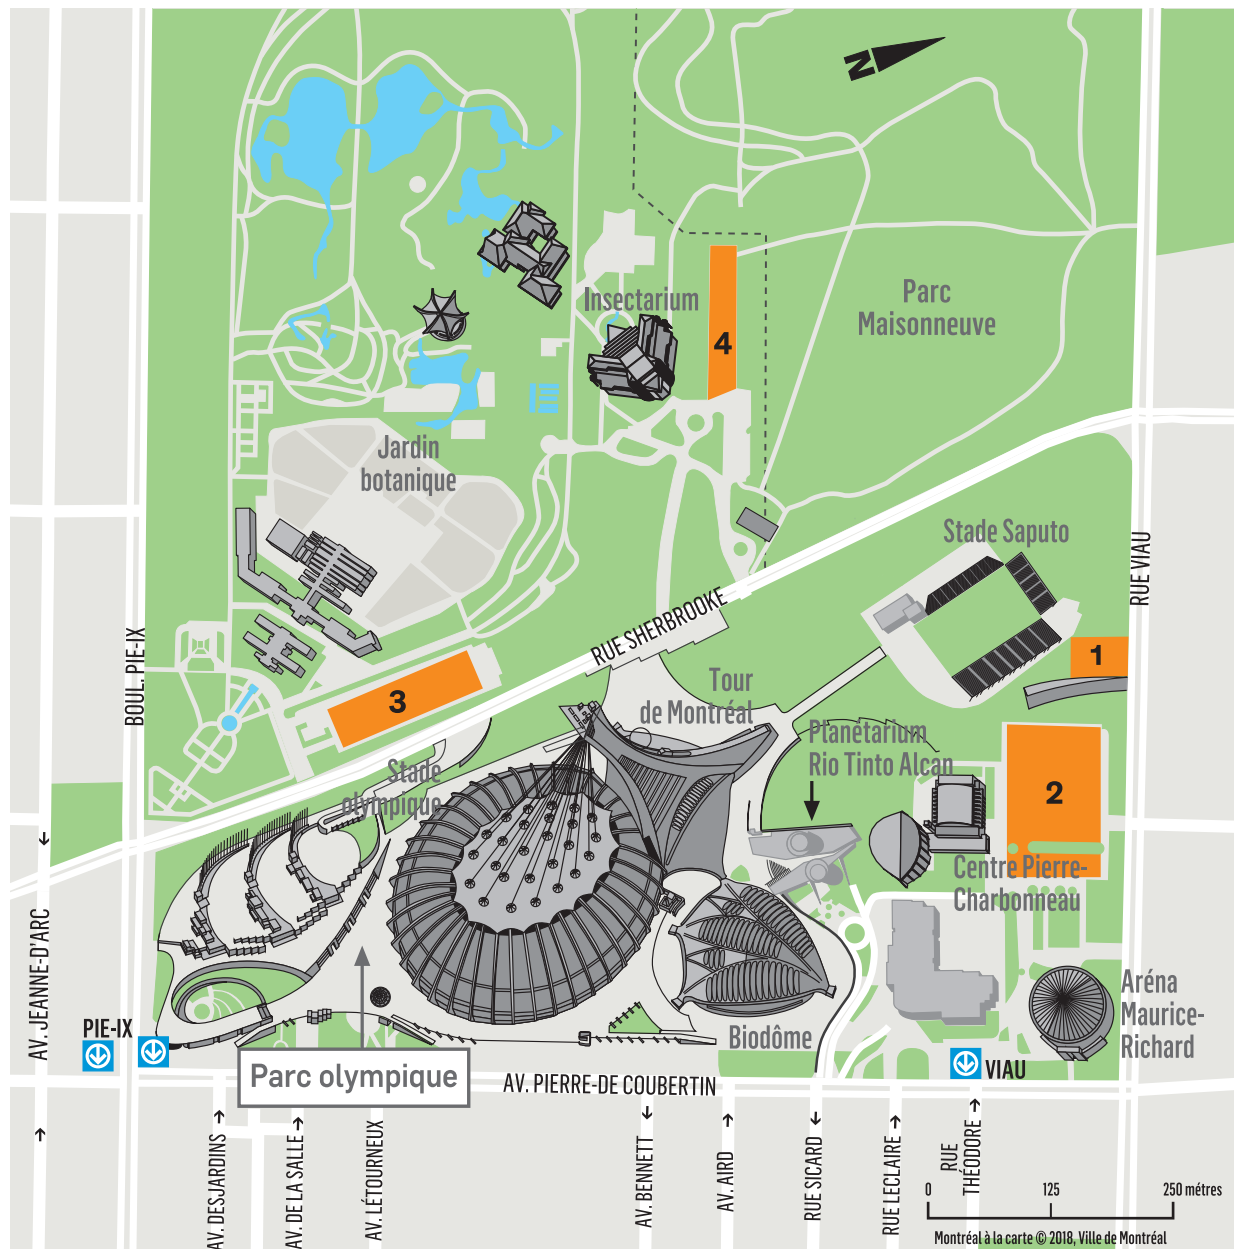 N
Insectarium
4
Parc
Maisonneuve
Jardin
botanique
Stade Saputo
RUE VIAU
BOUL. PIE-IX
RUE SHERBROOKE
1
3
Tour
de Montréal
Planétarium
Rio Tinto Alcan
Stade
olympique
2
Centre Pierre-
Charbonneau
AV. JEANNE-D'ARC
Aréna
Maurice-
Richard
PIE-IX
Biodôme
Parc olympique
VIAU
AV. PIERRE-DE COUBERTIN
AV. DESJARDINS
AV. DE LA SALLE
AV. LÉTOURNEUX
AV. BENNETT
AV. AIRD
RUE SICARD
RUE LECLAIRE
RUE
THÉODORE
0 125 250 métres
Montréal à la carte © 2018, Ville de Montréal